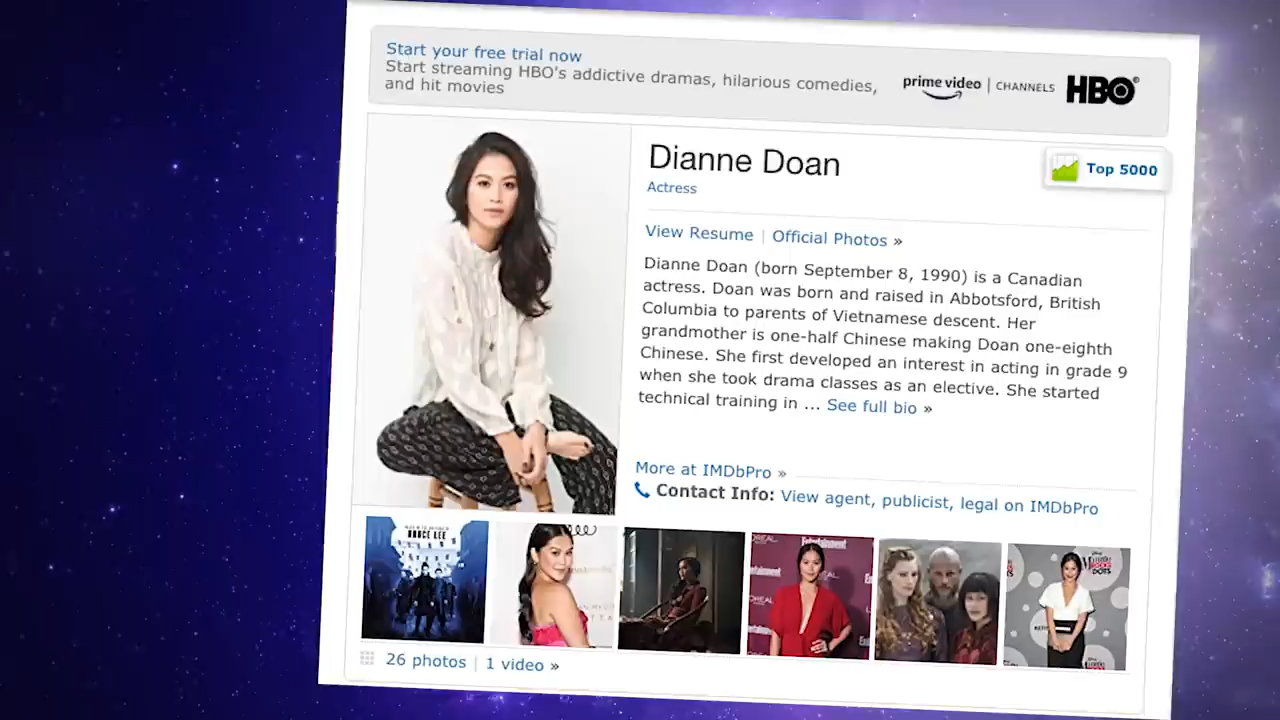 Start your free trial now
Start streaming HBO's addictive dramas, hilarious comedies,
and hit movies
prime video | CHANNELS HBO
Dianne Doan
Top 5000
Actress
View Resume | Official Photos »
Dianne Doan (born September 8, 1990) is a Canadian
actress. Doan was born and raised in Abbotsford, British
Columbia to parents of Vietnamese descent. Her
grandmother is one-half Chinese making Doan one-eighth
Chinese. She first developed an interest in acting in grade 9
when she took drama classes as an elective. She started
technical training in ... See full bio »
More at IMDbPro »
Contact Info: View agent, publicist, legal on IMDbPro
BRUCE LEE
Entertainment
ROCKS
DOTS
26 photos | 1 video »